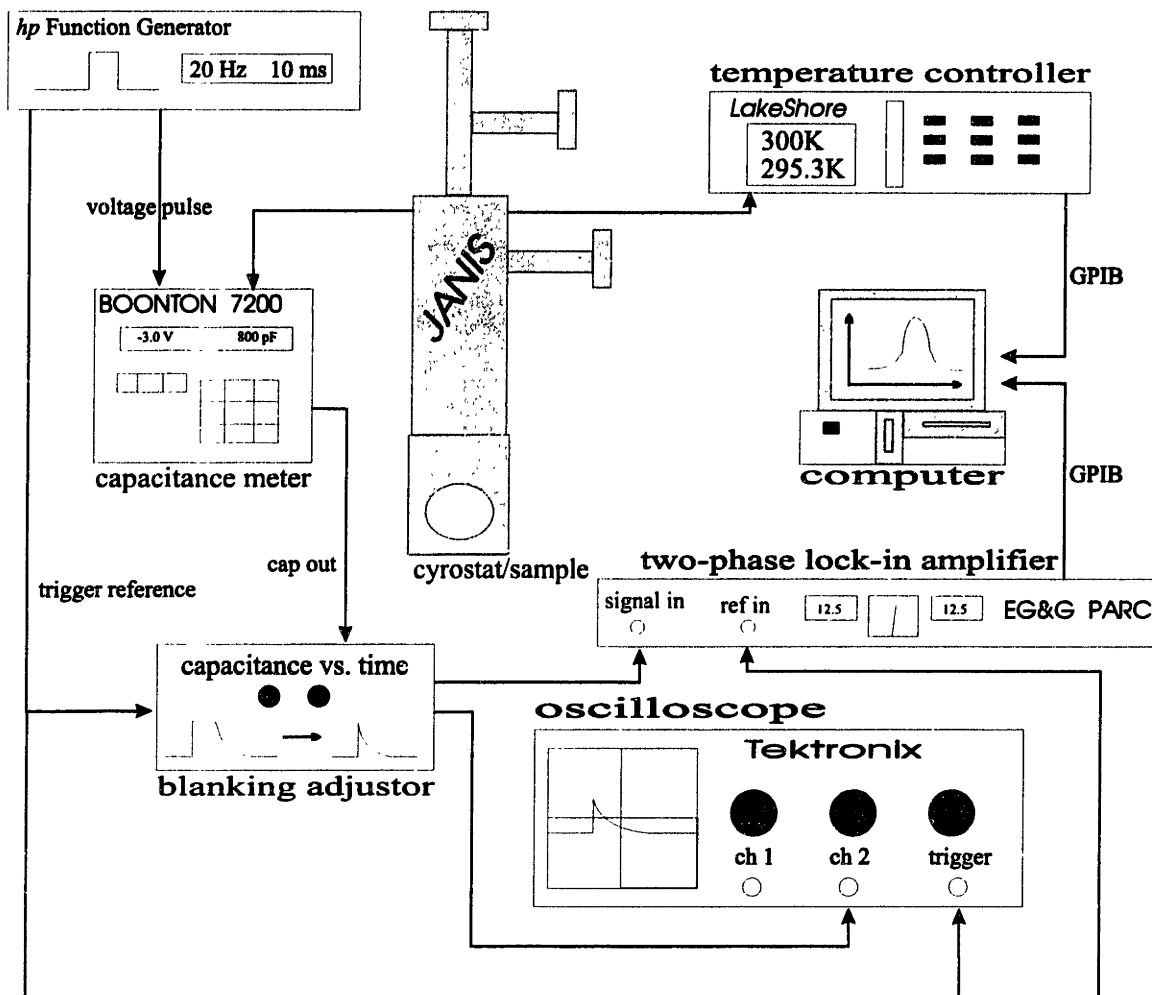 hp Function Generator
20 Hz 10 ms
temperature controller
LakeShore
300K
295.3K
voltage pulse
JANIS
GPIB
BOONTON 7200
-3.0 V 800 pF
capacitance meter
computer
GPIB
cap out
cyrostat/sample
two-phase lock-in amplifier
trigger reference
signal in ref in 12.5 12.5 EG&G PARC
capacitance vs. time
oscilloscope
Tektronix
blanking adjustor
ch 1 ch 2 trigger